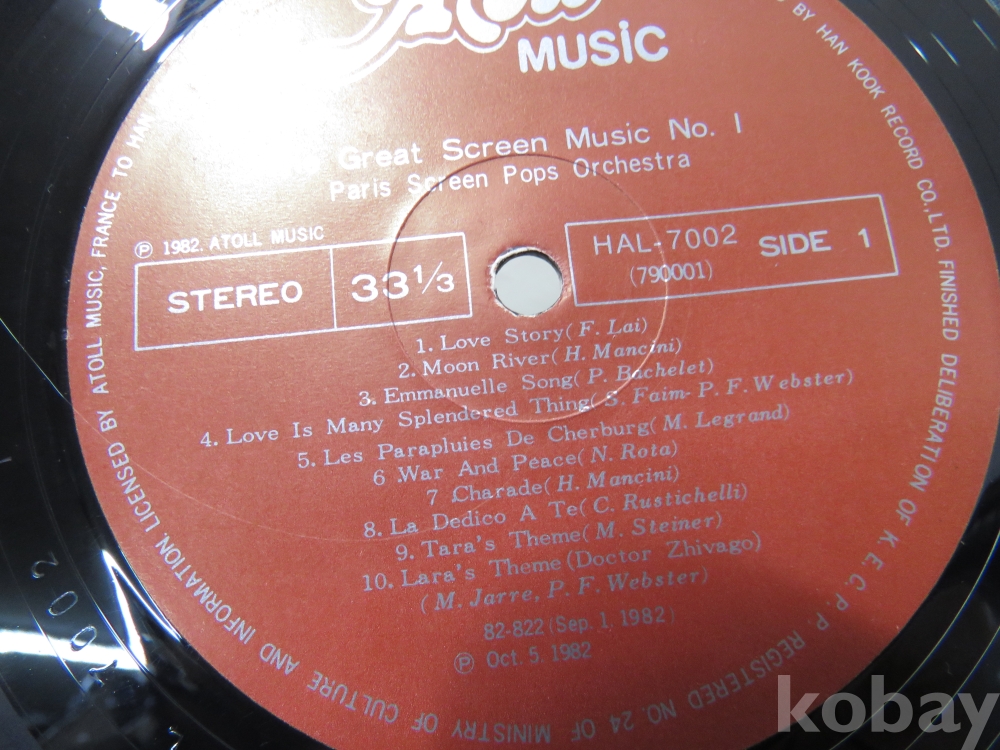 Atoll
MUSiC
Great Screen Music No. 1
Paris Screen Pops Orchestra
Ⓟ 1982. ATOLL MUSIC
STEREO 33 1/3
HAL-7002
(790001)
SIDE 1
1. Love Story(F. Lai)
2. Moon River(H. Mancini)
3. Emmanuelle Song(P. Bachelet)
4. Love Is Many Splendered Thing(S. Faim-P. F. Webster)
5. Les Parapluies De Cherburg(M. Legrand)
6 War And Peace(N. Rota)
7 Charade(H. Mancini)
8. La Dedico A Te(C. Rustichelli)
9. Tara's Theme(M. Steiner)
10. Lara's Theme(Doctor Zhivago)
(M. Jarre, P. F. Webster)
82-822(Sep. 1. 1982)
Ⓟ Oct. 5. 1982
LICENSED BY ATOLL MUSIC, FRANCE TO HAN
BY HAN KOOK RECORD CO., LTD. FINISHED DELIBERATION OF K. E. C. P. P. REGISTERED NO. 24 OF MINISTRY OF CULTURE AND INFORMATION.
kobay